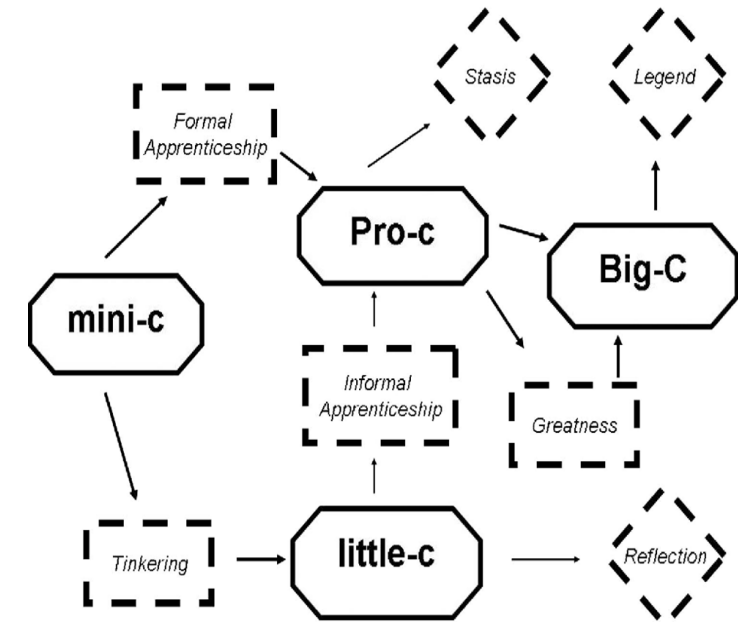 Stasis
Legend
Formal
Apprenticeship
Pro-c
Big-C
mini-c
Informal
Apprenticeship
Greatness
little-c
Tinkering
Reflection